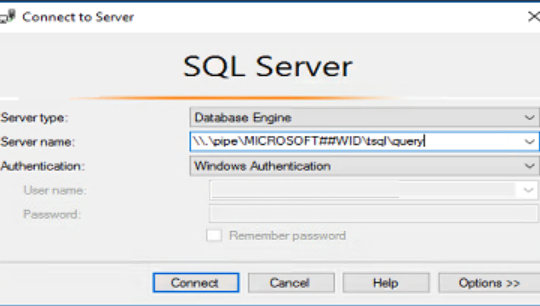 Connect to Server
SQL Server
Server type: Database Engine
Server name: \\.\pipe\MICROSOFT##WID\tsql\query
Authentication: Windows Authentication
User name:
Password:
Remember password
Connect Cancel Help Options >>